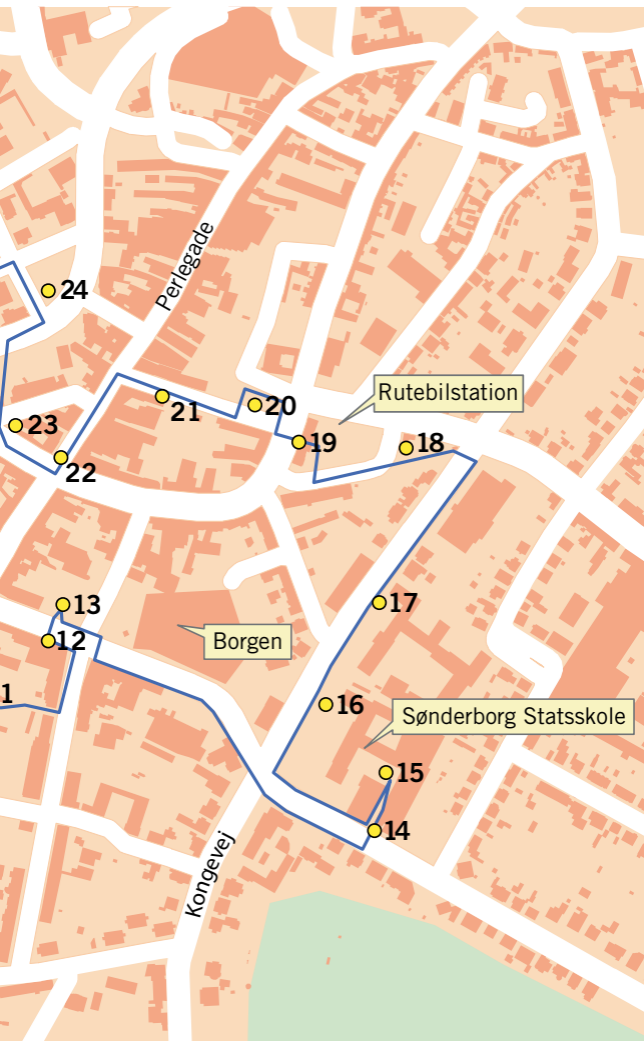 Perlegade
24
Rutebilstation
21
20
23
19
18
22
13
17
12
Borgen
1
16
Sønderborg Statsskole
15
14
Kongevej